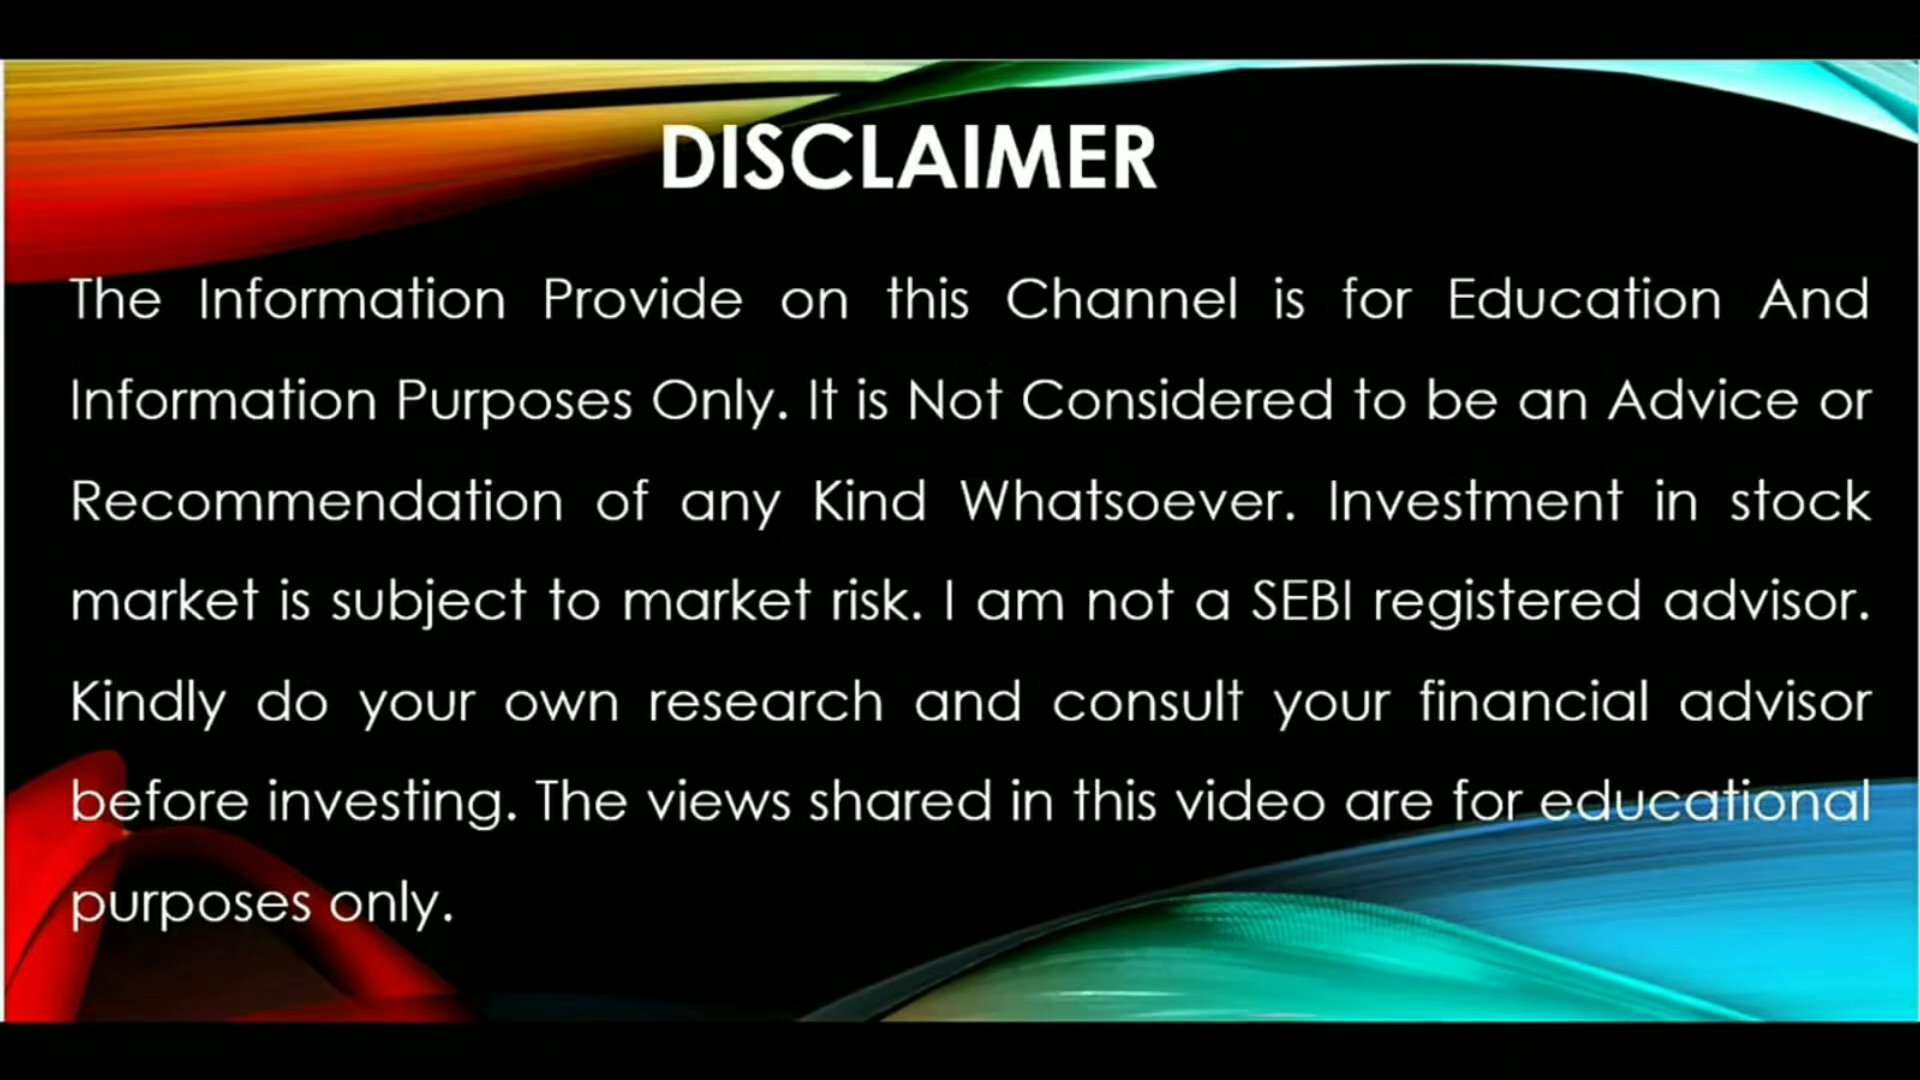 DISCLAIMER
The Information Provide on this Channel is for Education And
Information Purposes Only. It is Not Considered to be an Advice or
Recommendation of any Kind Whatsoever. Investment in stock
market is subject to market risk. I am not a SEBI registered advisor.
Kindly do your own research and consult your financial advisor
before investing. The views shared in this video are for educational
purposes only.